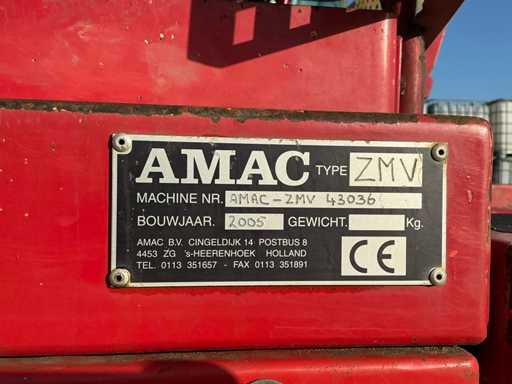 AMAC TYPE ZMV
MACHINE NR. AMAC-ZMV 43036
BOUWJAAR. 2005 GEWICHT. Kg.
AMAC B.V. CINGELDIJK 14 POSTBUS 8
4453 ZG 's-HEERENHOEK HOLLAND
TEL. 0113 351657 - FAX 0113 351891
CE